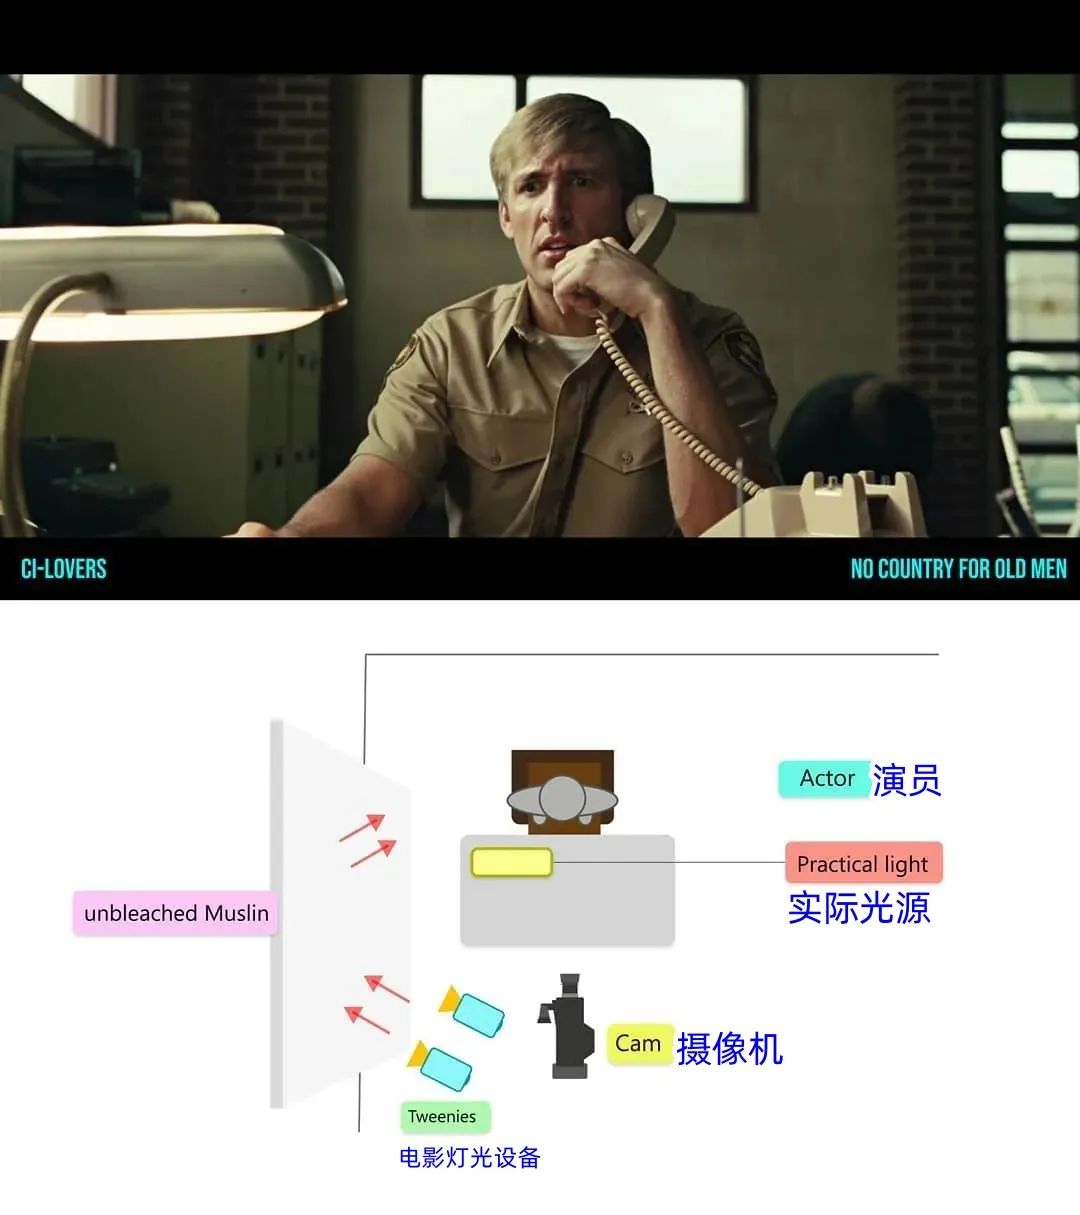 CI-LOVERS
NO COUNTRY FOR OLD MEN
Actor 演员
Practical light
实际光源
unbleached Muslin
Cam 摄像机
Tweenies
电影灯光设备